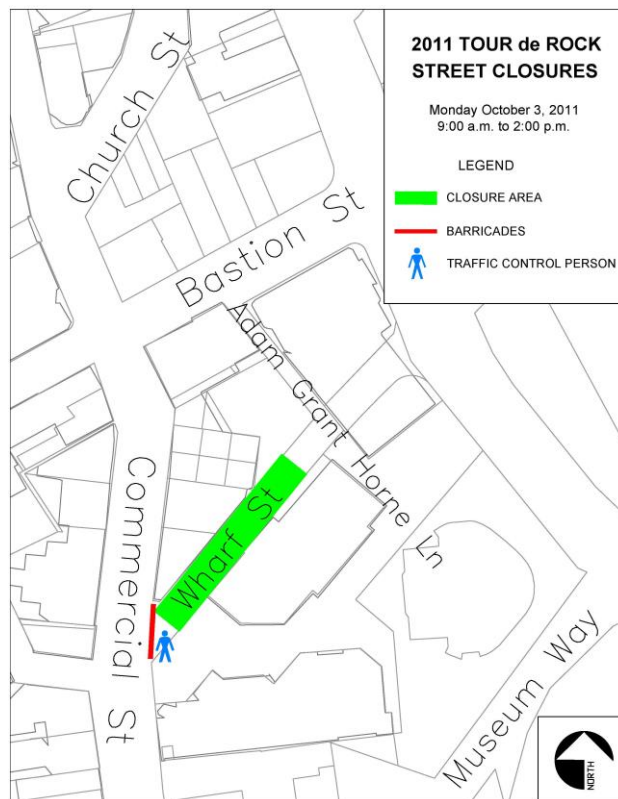 2011 TOUR de ROCK
STREET CLOSURES
Monday October 3, 2011
9:00 a.m. to 2:00 p.m.
LEGEND
CLOSURE AREA
BARRICADES
TRAFFIC CONTROL PERSON
Church St
Bastion St
Adam Grant Horne Ln
Commercial St
Wharf St
Museum Way
NORTH